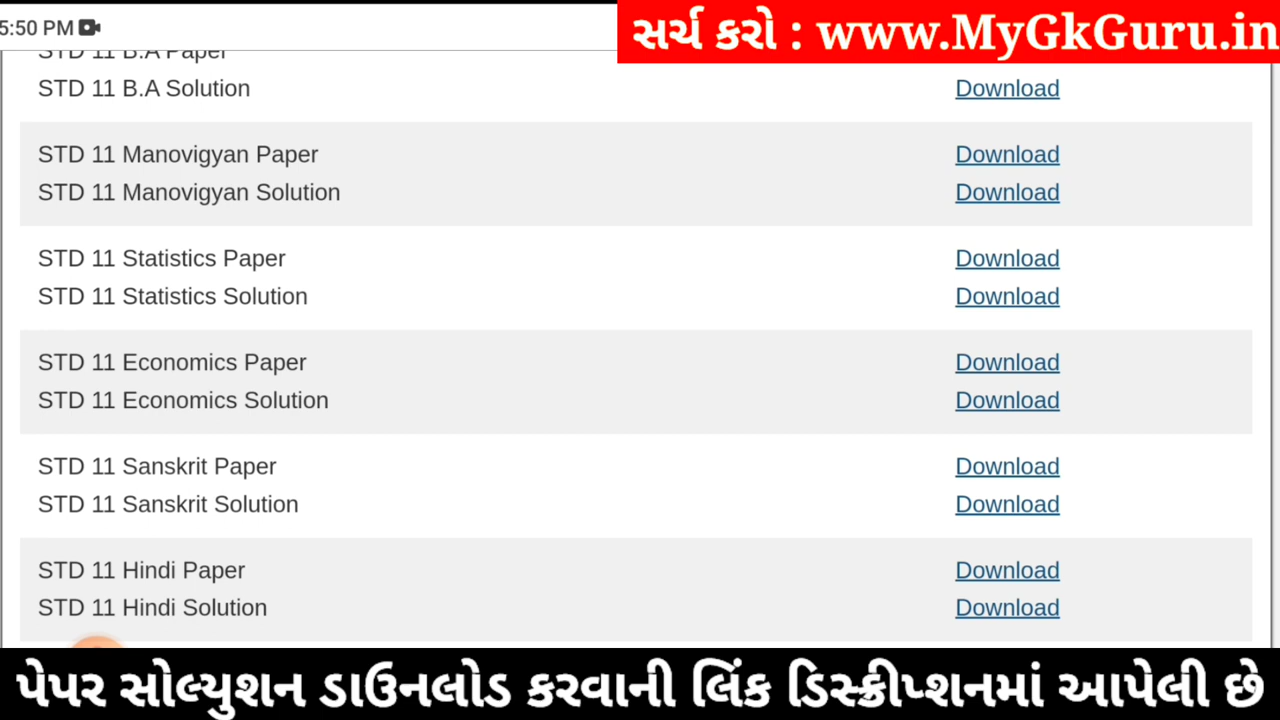 5:50 PM
સર્ચ કરો : www.MyGkGuru.in
STD 11 B.A Paper
STD 11 B.A Solution Download
STD 11 Manovigyan Paper Download
STD 11 Manovigyan Solution Download
STD 11 Statistics Paper Download
STD 11 Statistics Solution Download
STD 11 Economics Paper Download
STD 11 Economics Solution Download
STD 11 Sanskrit Paper Download
STD 11 Sanskrit Solution Download
STD 11 Hindi Paper Download
STD 11 Hindi Solution Download
પેપર સોલ્યુશન ડાઉનલોડ કરવાની લિંક ડિસ્ક્રીપ્શનમાં આપેલી છે